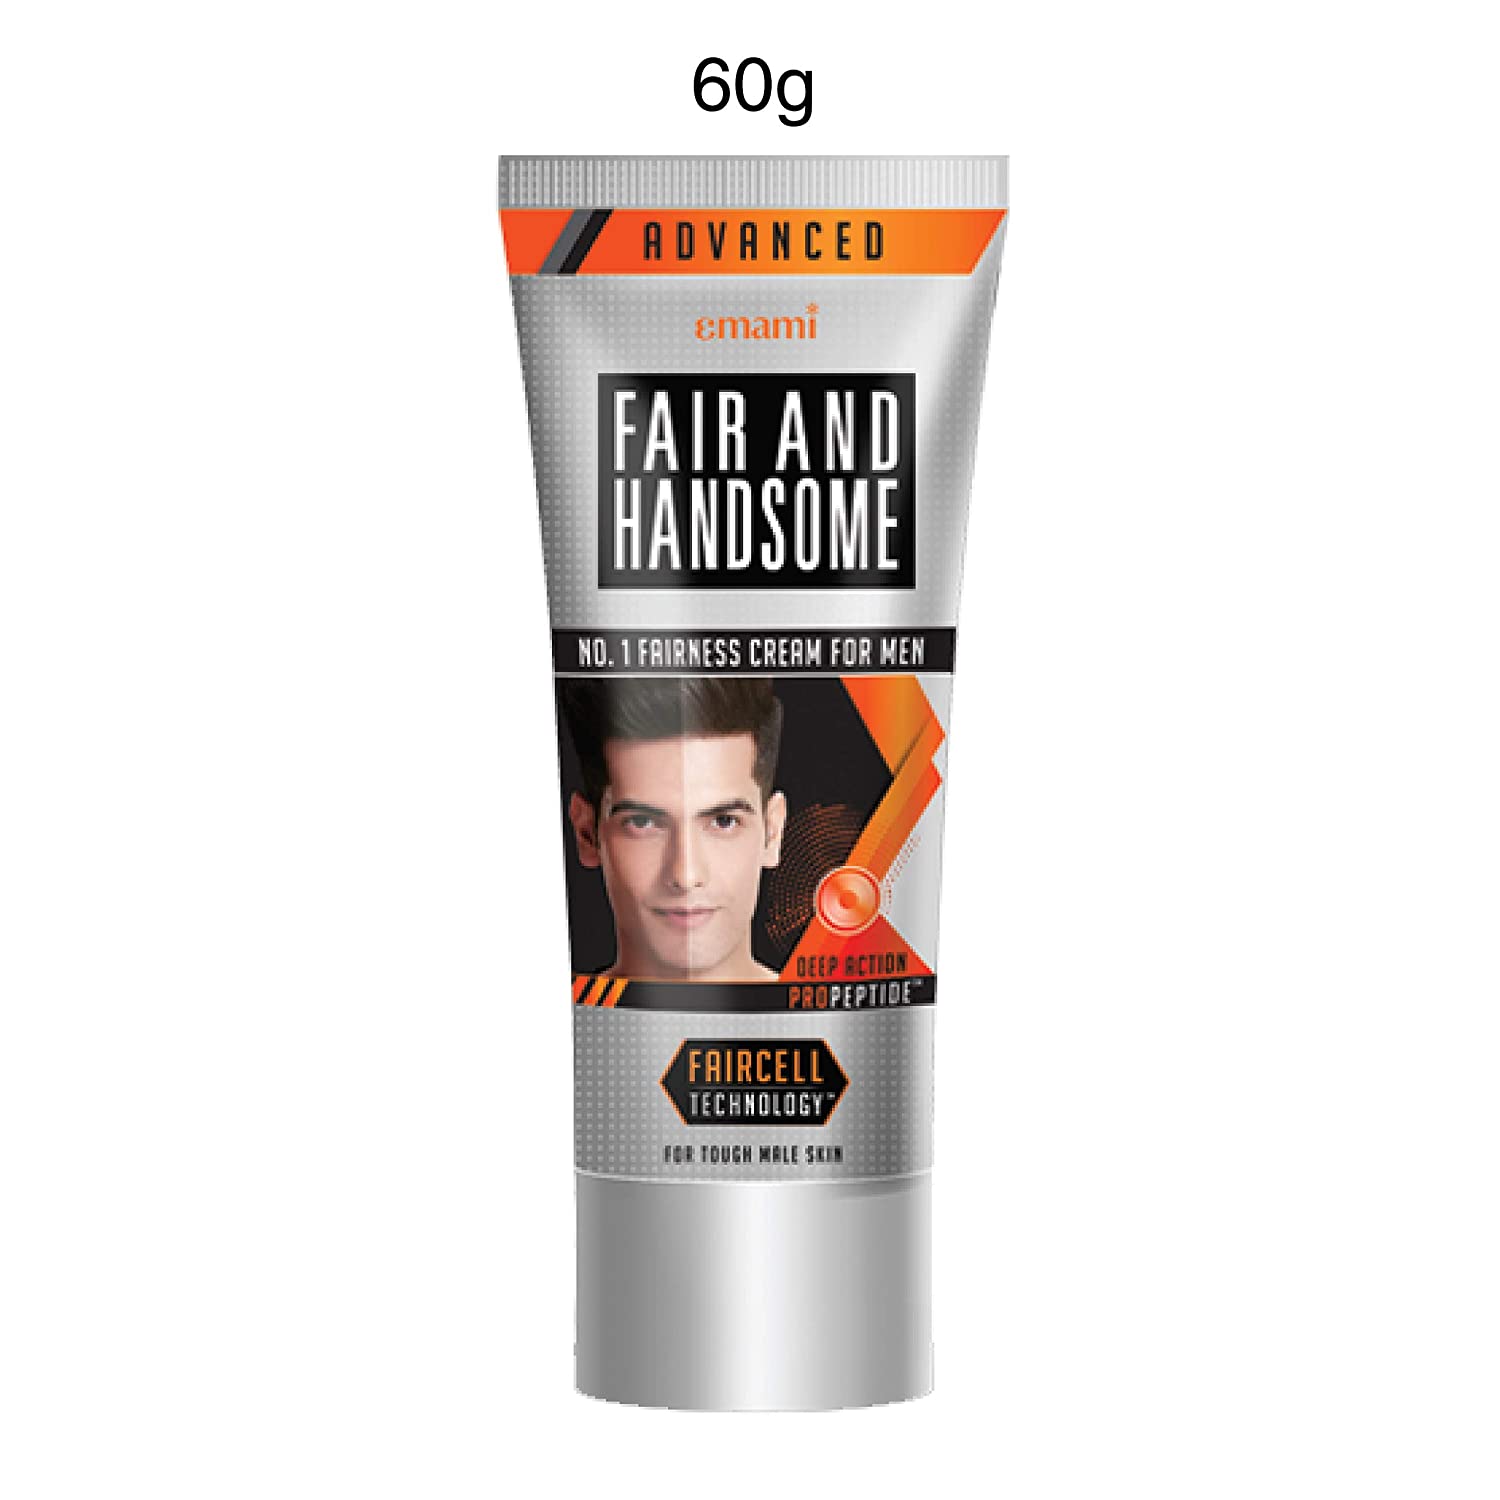 60g
ADVANCED
emami
FAIR AND
HANDSOME
NO. 1 FAIRNESS CREAM FOR MEN
DEEP ACTION
PROPEPTIDE™
FAIRCELL
TECHNOLOGY™
FOR TOUGH MALE SKIN